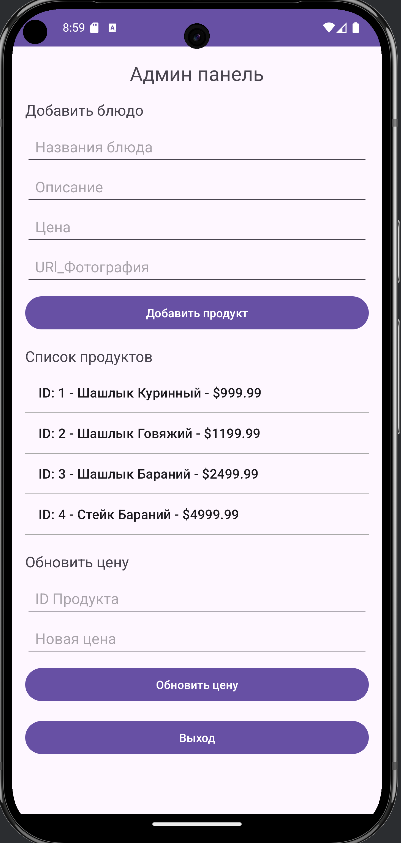 8:59
Админ панель
Добавить блюдо
Названия блюда
Описание
Цена
URl_Фотография
Добавить продукт
Список продуктов
ID: 1 - Шашлык Куринный - $999.99
ID: 2 - Шашлык Говяжий - $1199.99
ID: 3 - Шашлык Бараний - $2499.99
ID: 4 - Стейк Бараний - $4999.99
Обновить цену
ID Продукта
Новая цена
Обновить цену
Выход